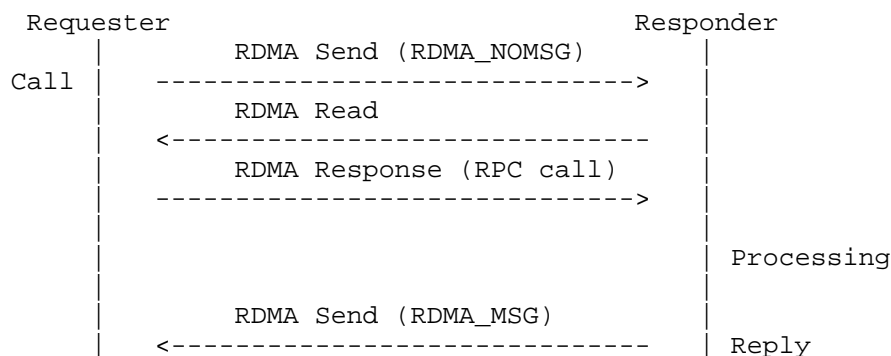 Requester Responder
RDMA Send (RDMA_NOMSG)
Call
RDMA Read
RDMA Response (RPC call)
Processing
RDMA Send (RDMA_MSG)
Reply